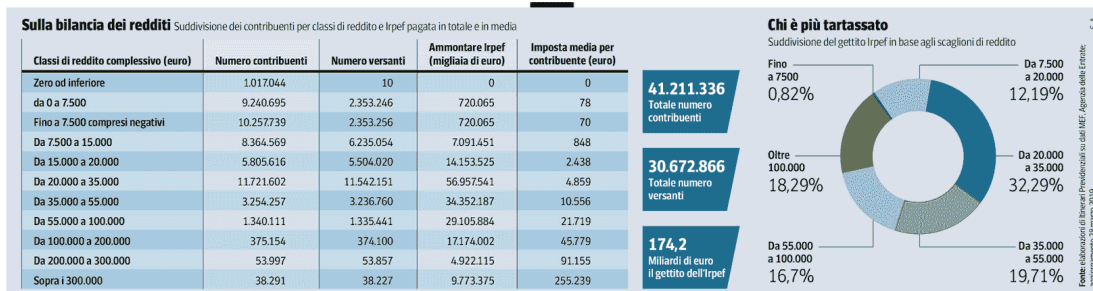 Sulla bilancia dei redditi Suddivisione dei contribuenti per classi di reddito e Irpef pagata in totale e in media
Classi di reddito complessivo (euro) Numero contribuenti Numero versanti Ammontare Irpef (migliaia di euro) Imposta media per contribuente (euro)
Zero od inferiore 1.017.044 10 0 0
da 0 a 7.500 9.240.695 2.353.246 720.065 78
Fino a 7.500 compresi negativi 10.257.739 2.353.256 720.065 70
Da 7.500 a 15.000 8.364.569 6.235.054 7.091.451 848
Da 15.000 a 20.000 5.805.616 5.504.020 14.153.525 2.438
Da 20.000 a 35.000 11.721.602 11.542.151 56.957.541 4.859
Da 35.000 a 55.000 3.254.257 3.236.760 34.352.187 10.556
Da 55.000 a 100.000 1.340.111 1.335.441 29.105.884 21.719
Da 100.000 a 200.000 375.154 374.100 17.174.002 45.779
Da 200.000 a 300.000 53.997 53.857 4.922.115 91.155
Sopra i 300.000 38.291 38.227 9.773.375 255.239
41.211.336
Totale numero
contribuenti
30.672.866
Totale numero
versanti
174,2
Miliardi di euro
il gettito dell'Irpef
Chi è più tartassato
Suddivisione del gettito Irpef in base agli scaglioni di reddito
Fino
a 7500
0,82%
Da 7.500
a 20.000
12,19%
Oltre
100.000
18,29%
Da 20.000
a 35.000
32,29%
Da 55.000
a 100.000
16,7%
Da 35.000
a 55.000
19,71%
Fonte: elaborazioni di Itinerari Previdenziali su dati MEF, Agenzia delle Entrate;